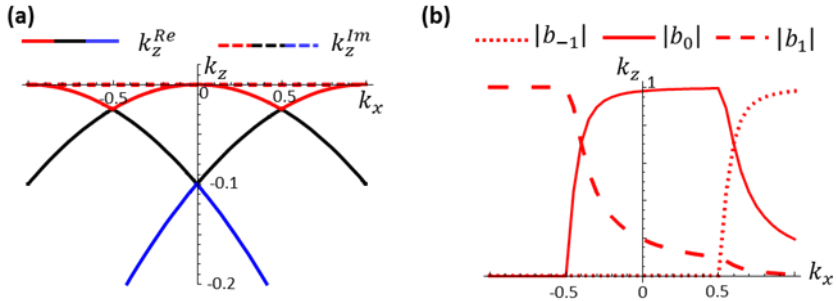 (a)
k_z^{Re} k_z^{Im}
k_z
-0.5 0 0.5 k_x
-0.1
-0.2
(b)
|b_{-1}| |b_0| |b_1|
k_z
1
-0.5 0 0.5 k_x